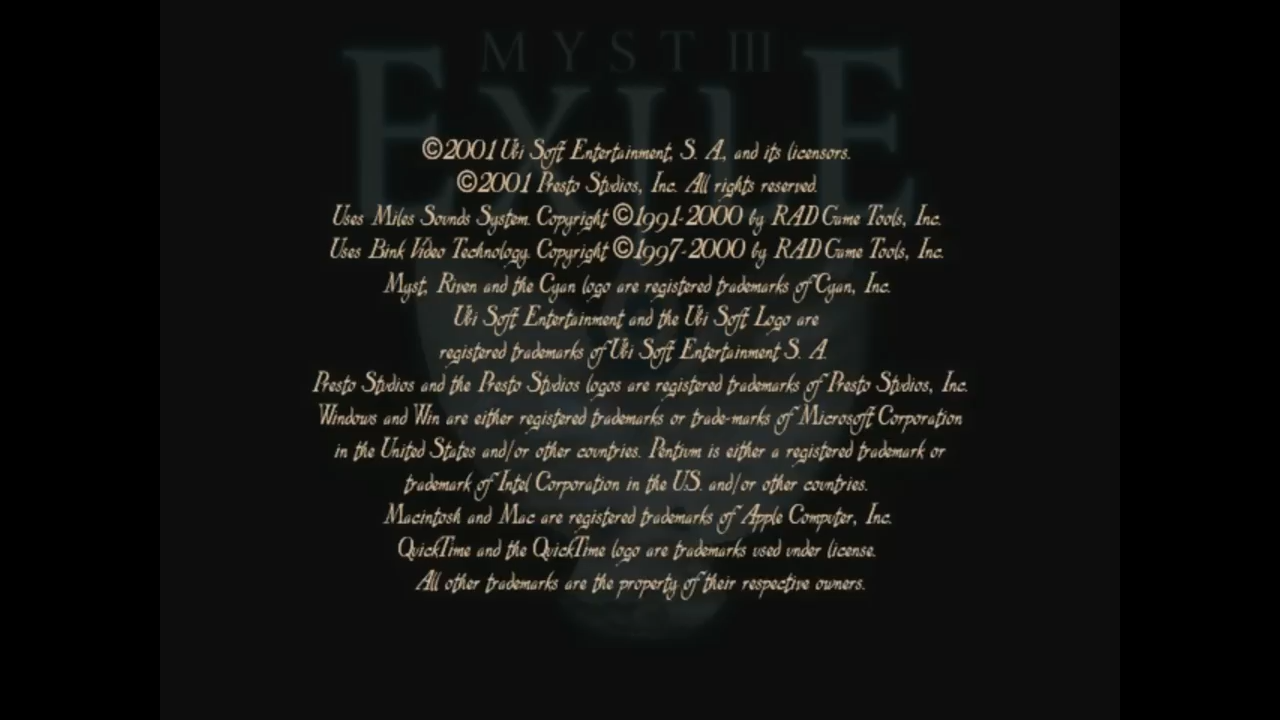 MYST III
EXILE
©2001 Ubi Soft Entertainment, S. A., and its licensors.
©2001 Presto Studios, Inc. All rights reserved.
Uses Miles Sounds System. Copyright ©1991-2000 by RAD Game Tools, Inc.
Uses Bink Video Technology. Copyright ©1997-2000 by RAD Game Tools, Inc.
Myst, Riven and the Cyan logo are registered trademarks of Cyan, Inc.
Ubi Soft Entertainment and the Ubi Soft Logo are
registered trademarks of Ubi Soft Entertainment S. A.
Presto Studios and the Presto Studios logos are registered trademarks of Presto Studios, Inc.
Windows and Win are either registered trademarks or trade-marks of Microsoft Corporation
in the United States and/or other countries. Pentium is either a registered trademark or
trademark of Intel Corporation in the U.S. and/or other countries.
Macintosh and Mac are registered trademarks of Apple Computer, Inc.
QuickTime and the QuickTime logo are trademarks used under license.
All other trademarks are the property of their respective owners.